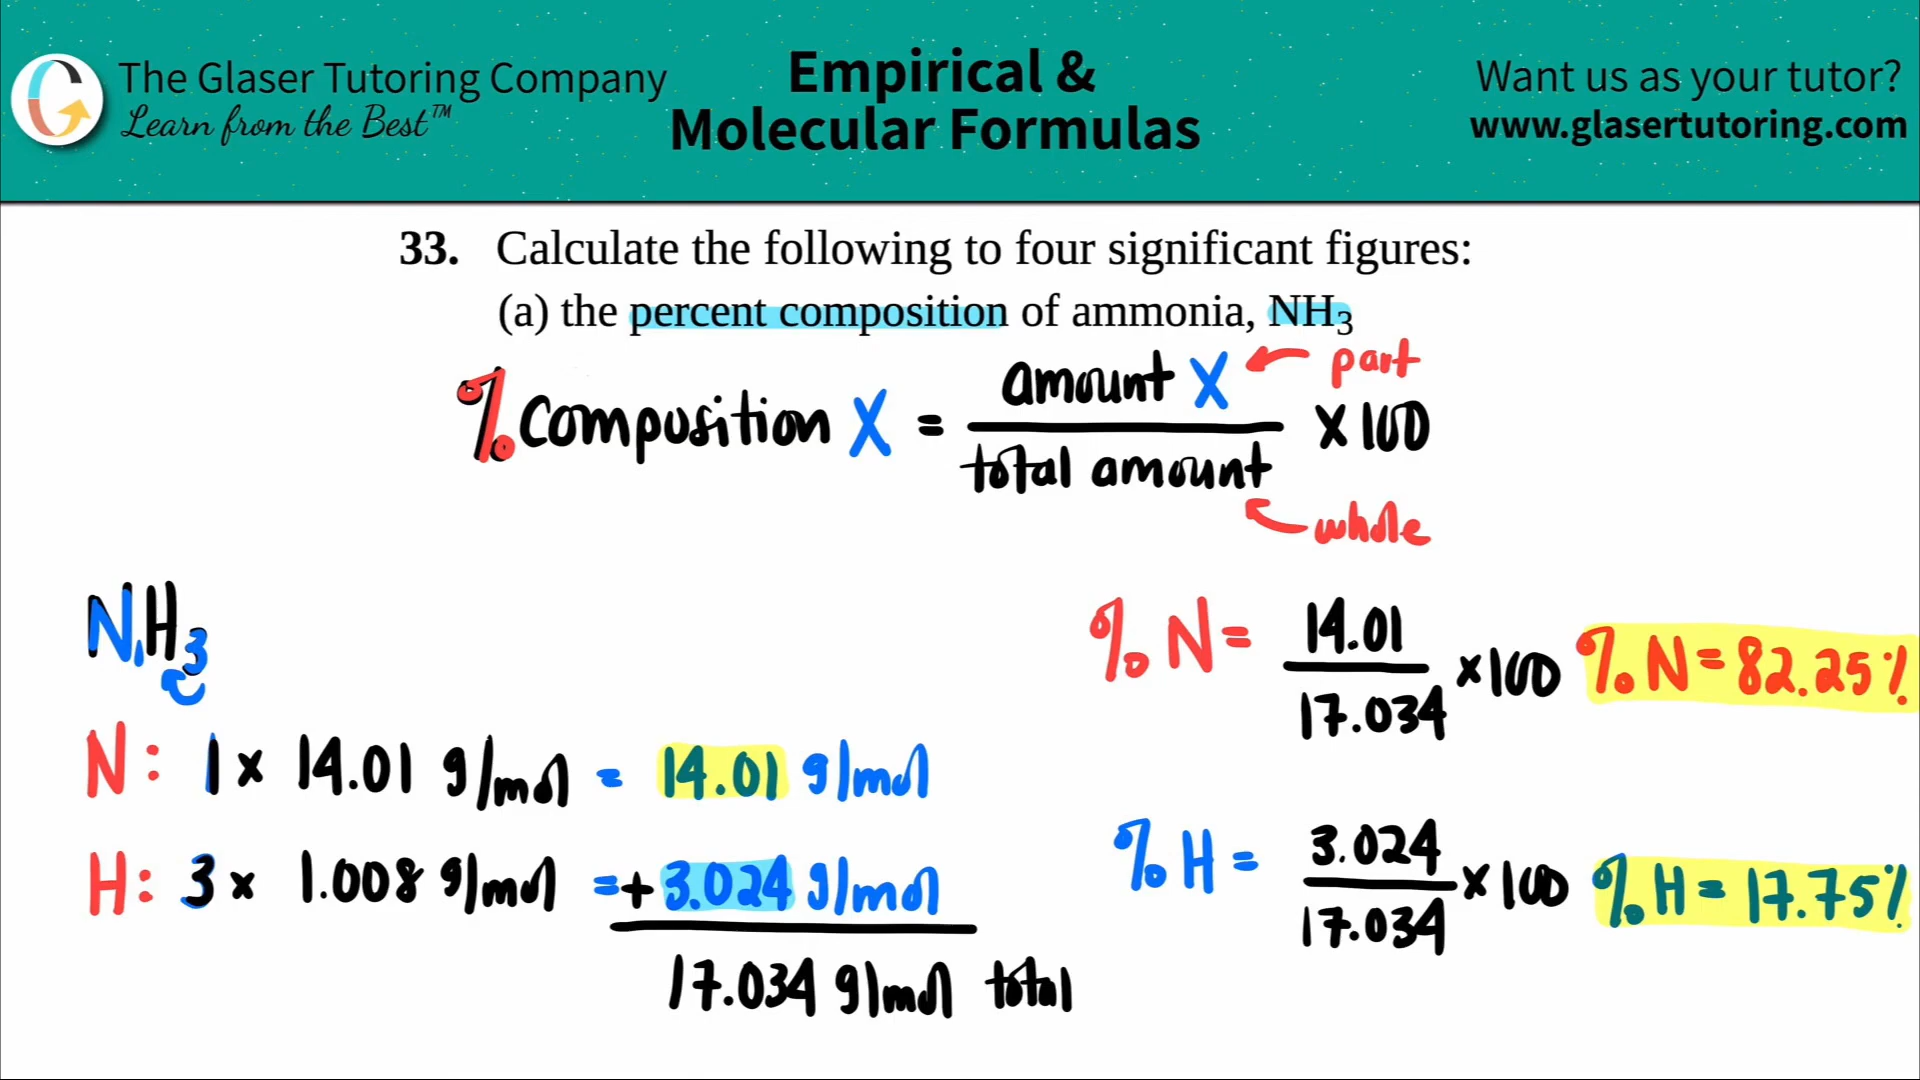 The Glaser Tutoring Company
Learn from the Best™
Empirical &
Molecular Formulas
Want us as your tutor?
www.glasertutoring.com
33. Calculate the following to four significant figures:
(a) the percent composition of ammonia, NH₃
% Composition X = amount X / total amount × 100
part
whole
N₁H₃
N: 1 × 14.01 g/mol = 14.01 g/mol
H: 3 × 1.008 g/mol = + 3.024 g/mol
17.034 g/mol total
% N = 14.01 / 17.034 × 100 % N = 82.25%
% H = 3.024 / 17.034 × 100 % H = 17.75%